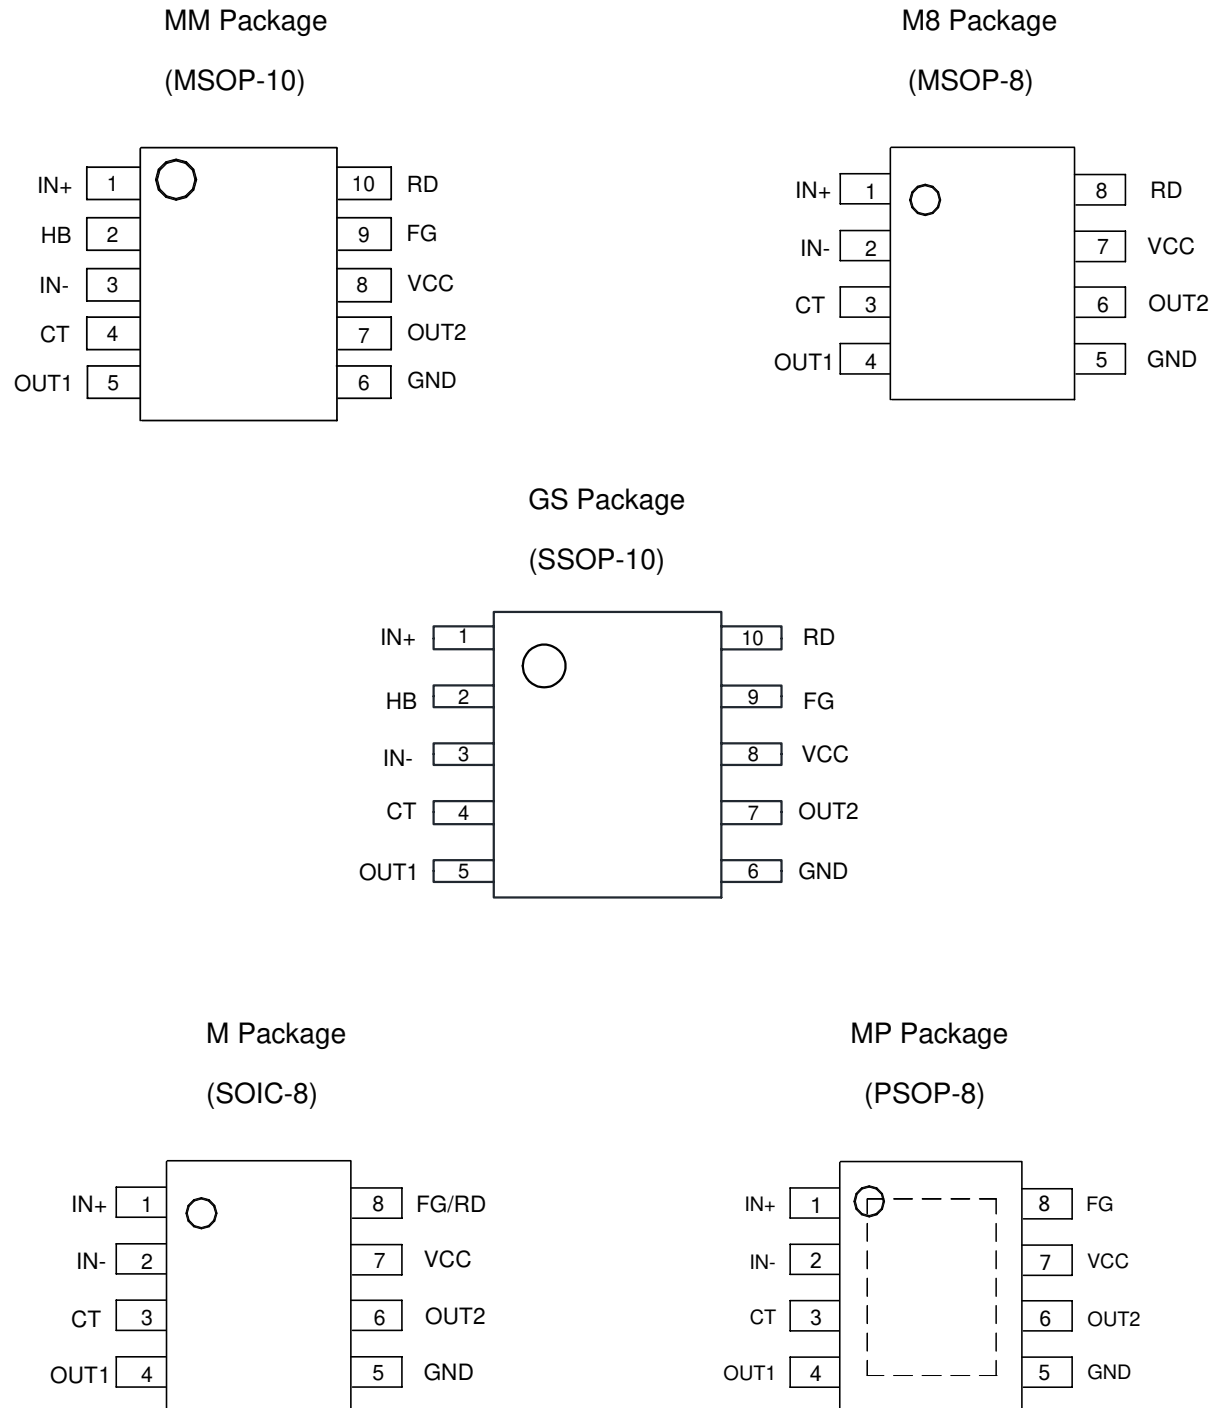 MM Package
(MSOP-10)
IN+ 1 10 RD
HB 2 9 FG
IN- 3 8 VCC
CT 4 7 OUT2
OUT1 5 6 GND
M8 Package
(MSOP-8)
IN+ 1 8 RD
IN- 2 7 VCC
CT 3 6 OUT2
OUT1 4 5 GND
GS Package
(SSOP-10)
IN+ 1 10 RD
HB 2 9 FG
IN- 3 8 VCC
CT 4 7 OUT2
OUT1 5 6 GND
M Package
(SOIC-8)
IN+ 1 8 FG/RD
IN- 2 7 VCC
CT 3 6 OUT2
OUT1 4 5 GND
MP Package
(PSOP-8)
IN+ 1 8 FG
IN- 2 7 VCC
CT 3 6 OUT2
OUT1 4 5 GND